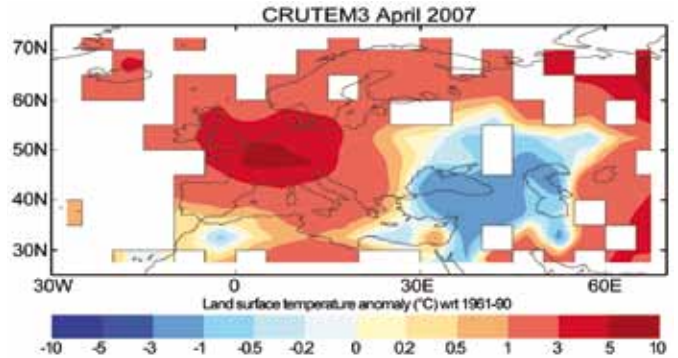 CRUTEM3 April 2007
70N
60N
50N
40N
30N
30W 0 30E 60E
Land surface temperature anomaly (°C) wrt 1961-90
-10 -5 -3 -1 -0.5 -0.2 0 0.2 0.5 1 3 5 10